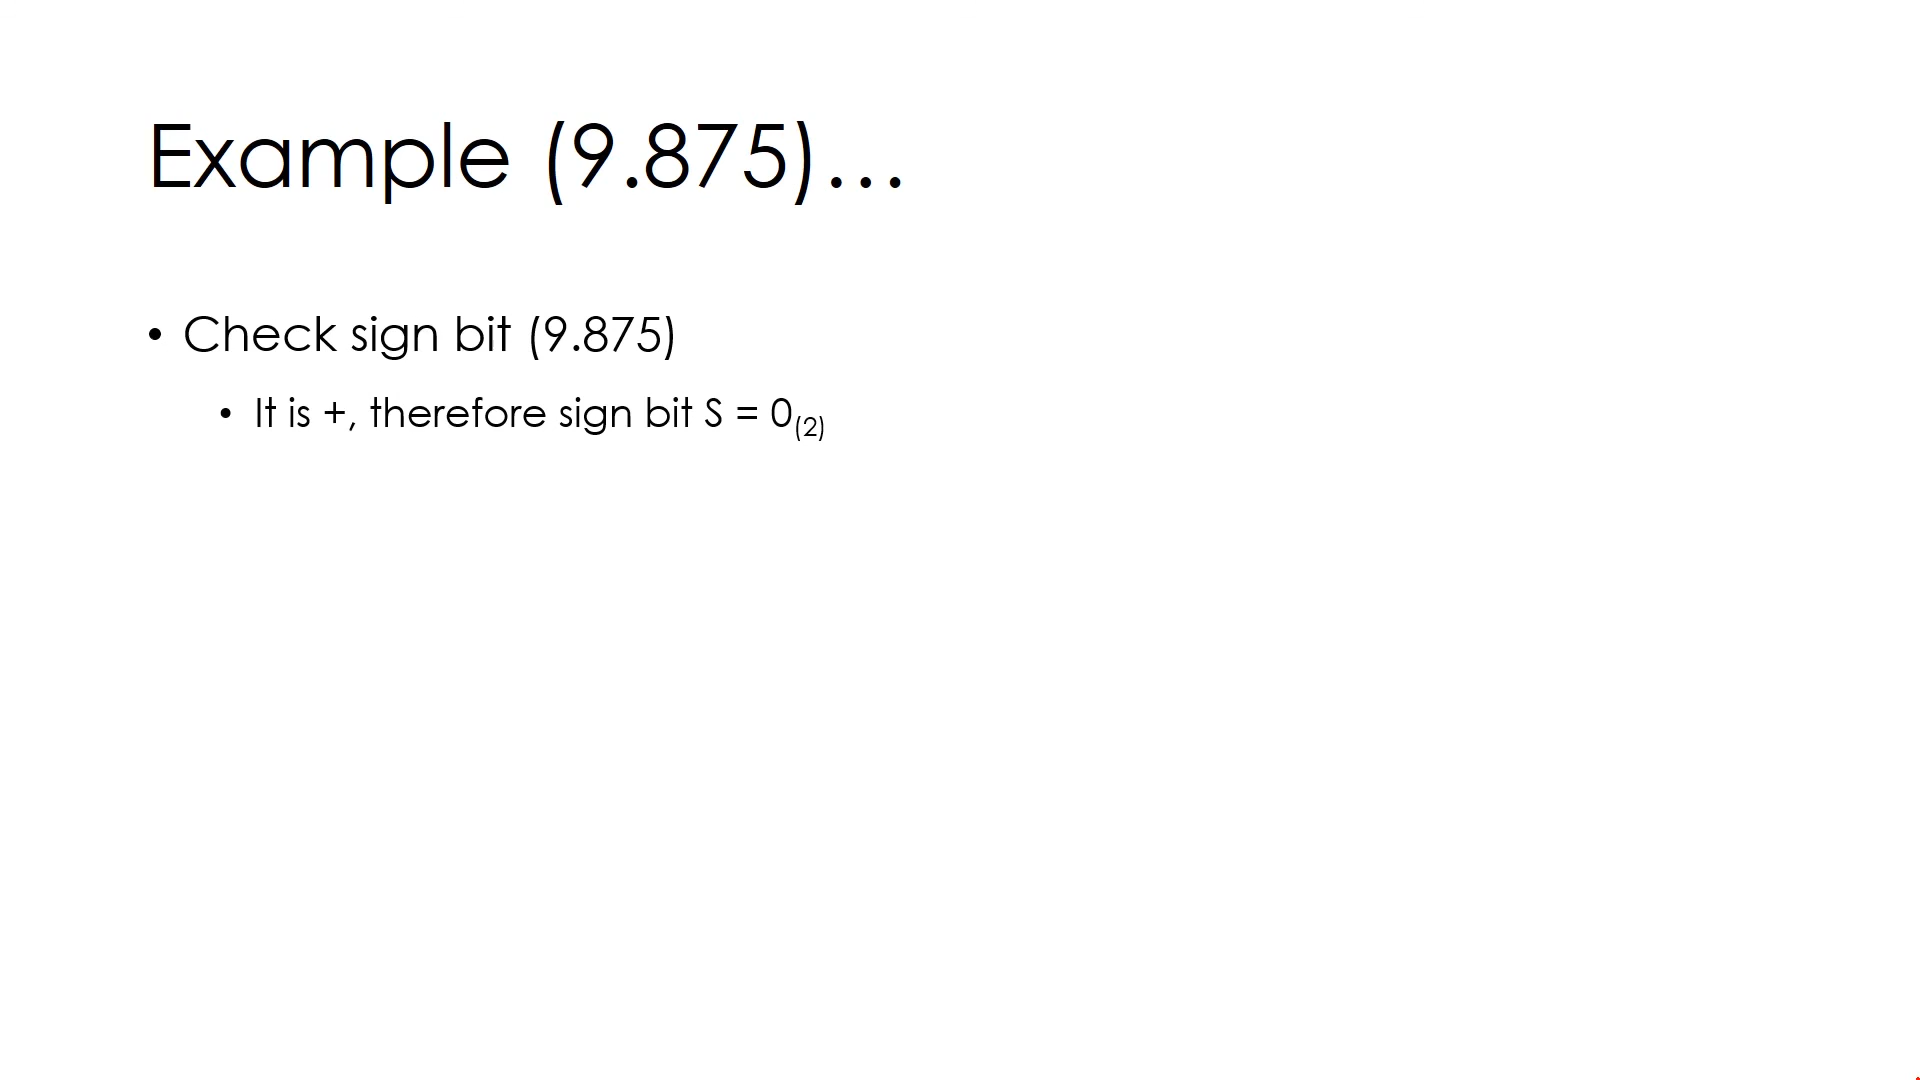 Example (9.875)…
• Check sign bit (9.875)
• It is +, therefore sign bit S = 0(2)